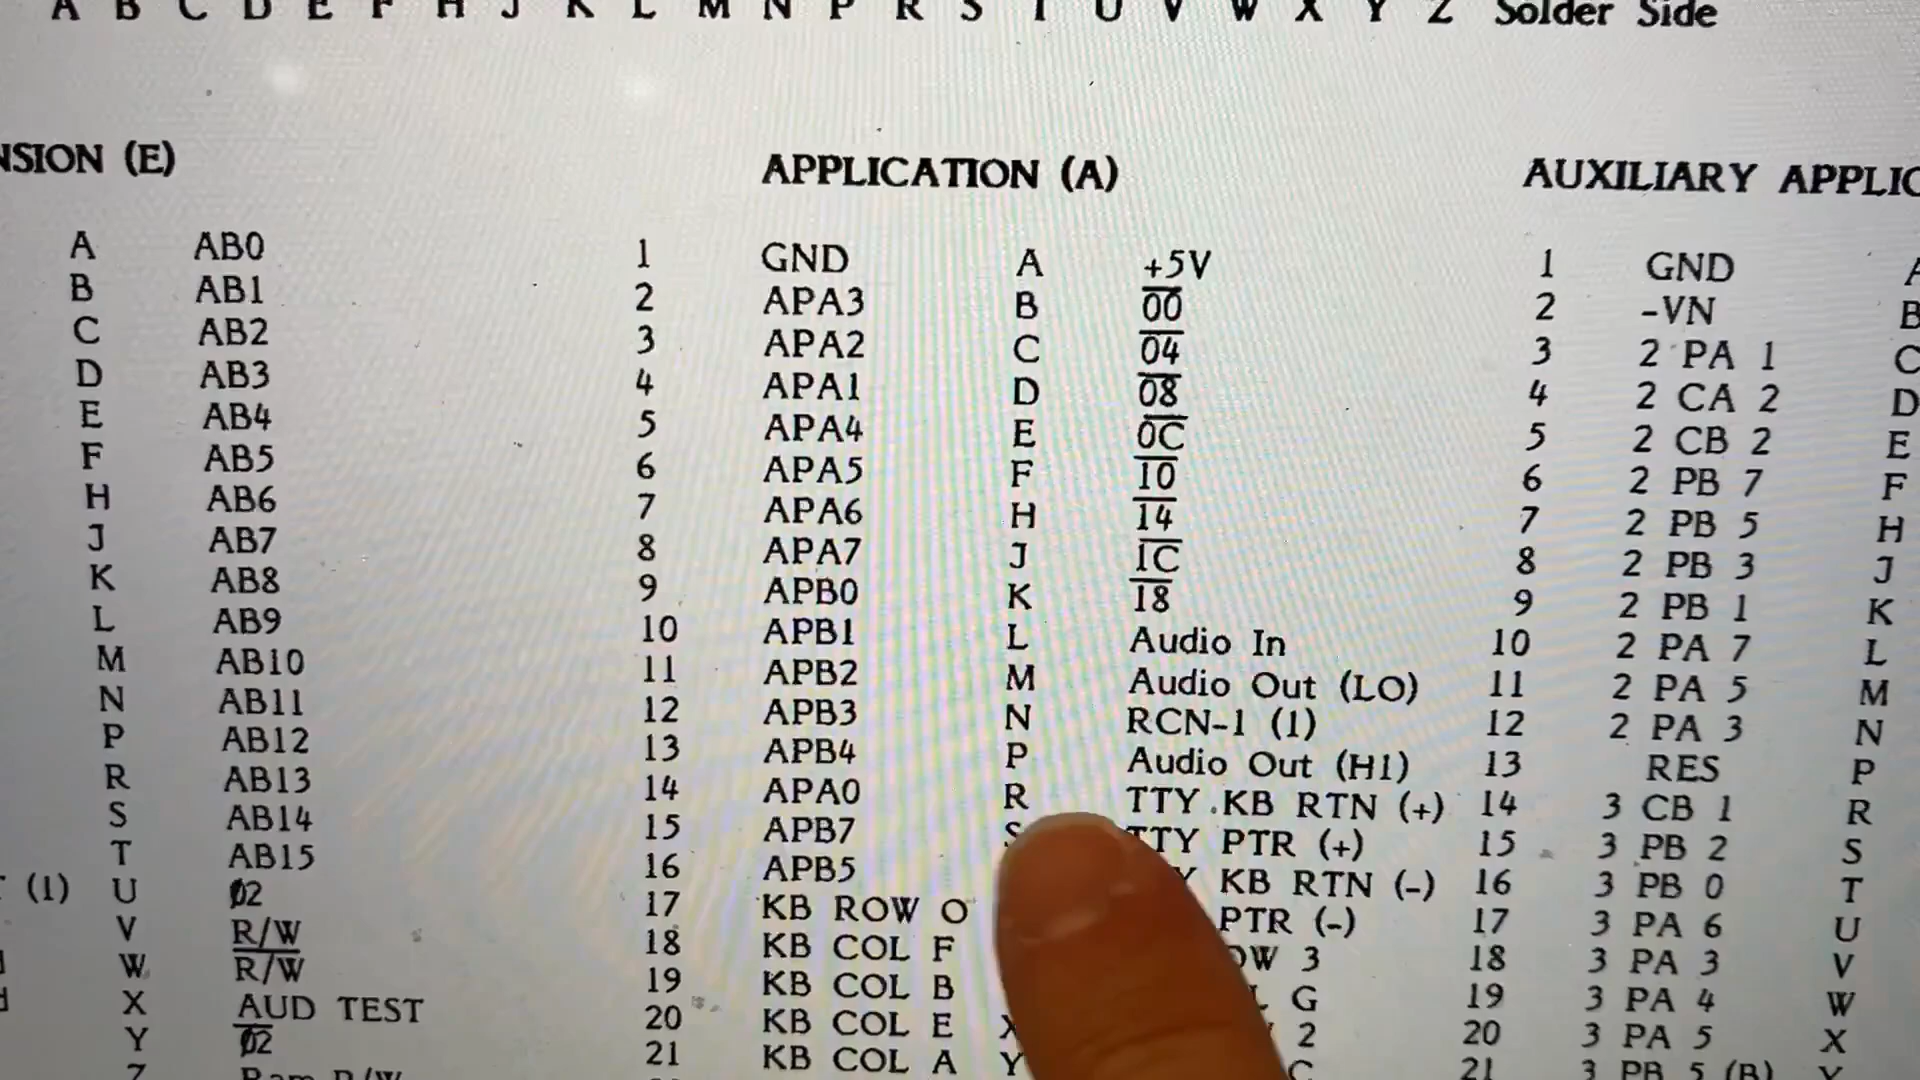 A B C D E F H J K L M N P R S T U V W X Y Z Solder Side
NSION (E) APPLICATION (A) AUXILIARY APPLIC
A AB0 1 GND A +5V 1 GND A
B AB1 2 APA3 B 00 2 -VN B
C AB2 3 APA2 C 04 3 2 PA 1 C
D AB3 4 APA1 D 08 4 2 CA 2 D
E AB4 5 APA4 E 0C 5 2 CB 2 E
F AB5 6 APA5 F 10 6 2 PB 7 F
H AB6 7 APA6 H 14 7 2 PB 5 H
J AB7 8 APA7 J 1C 8 2 PB 3 J
K AB8 9 APB0 K 18 9 2 PB 1 K
L AB9 10 APB1 L Audio In 10 2 PA 7 L
M AB10 11 APB2 M Audio Out (LO) 11 2 PA 5 M
N AB11 12 APB3 N RCN-1 (1) 12 2 PA 3 N
P AB12 13 APB4 P Audio Out (H1) 13 RES P
R AB13 14 APA0 R TTY KB RTN (+) 14 3 CB 1 R
S AB14 15 APB7 S TTY PTR (+) 15 3 PB 2 S
T AB15 16 APB5 KB RTN (-) 16 3 PB 0 T
(1) U Ø2 17 KB ROW O PTR (-) 17 3 PA 6 U
V R/W 18 KB COL F OW 3 18 3 PA 3 V
W R/W 19 KB COL B L G 19 3 PA 4 W
X AUD TEST 20 KB COL E X 2 20 3 PA 5 X
Y Ø2 21 KB COL A Y C 21 3 PB 5 (B) Y
Z Ram R/W